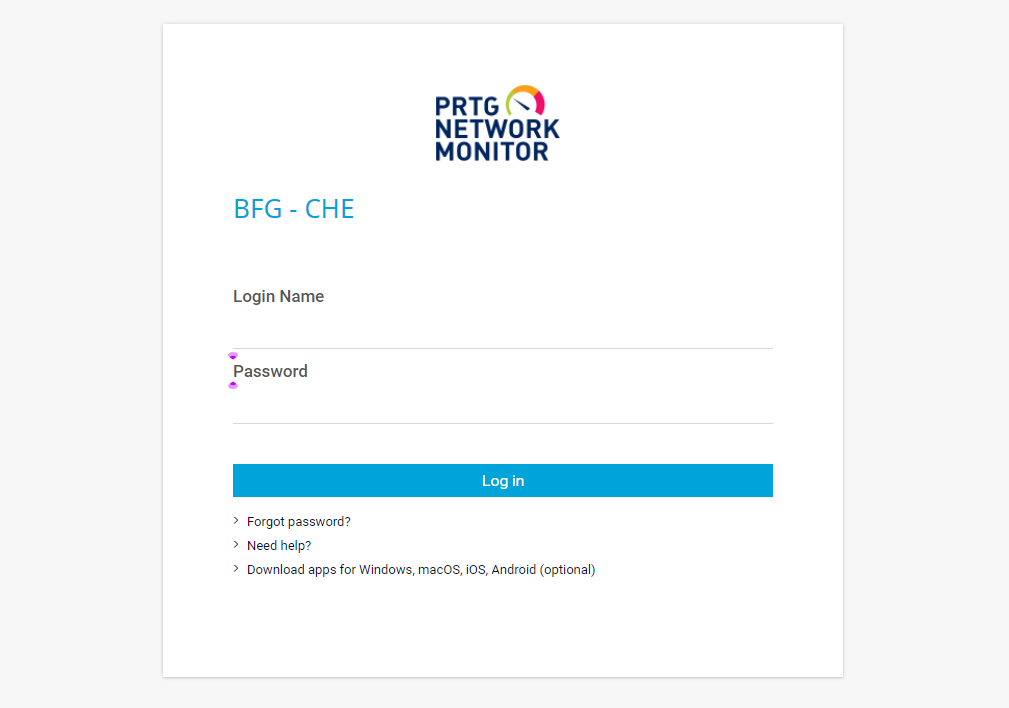 PRTG
NETWORK
MONITOR
BFG - CHE
Login Name
Password
Log in
Forgot password?
Need help?
Download apps for Windows, macOS, iOS, Android (optional)